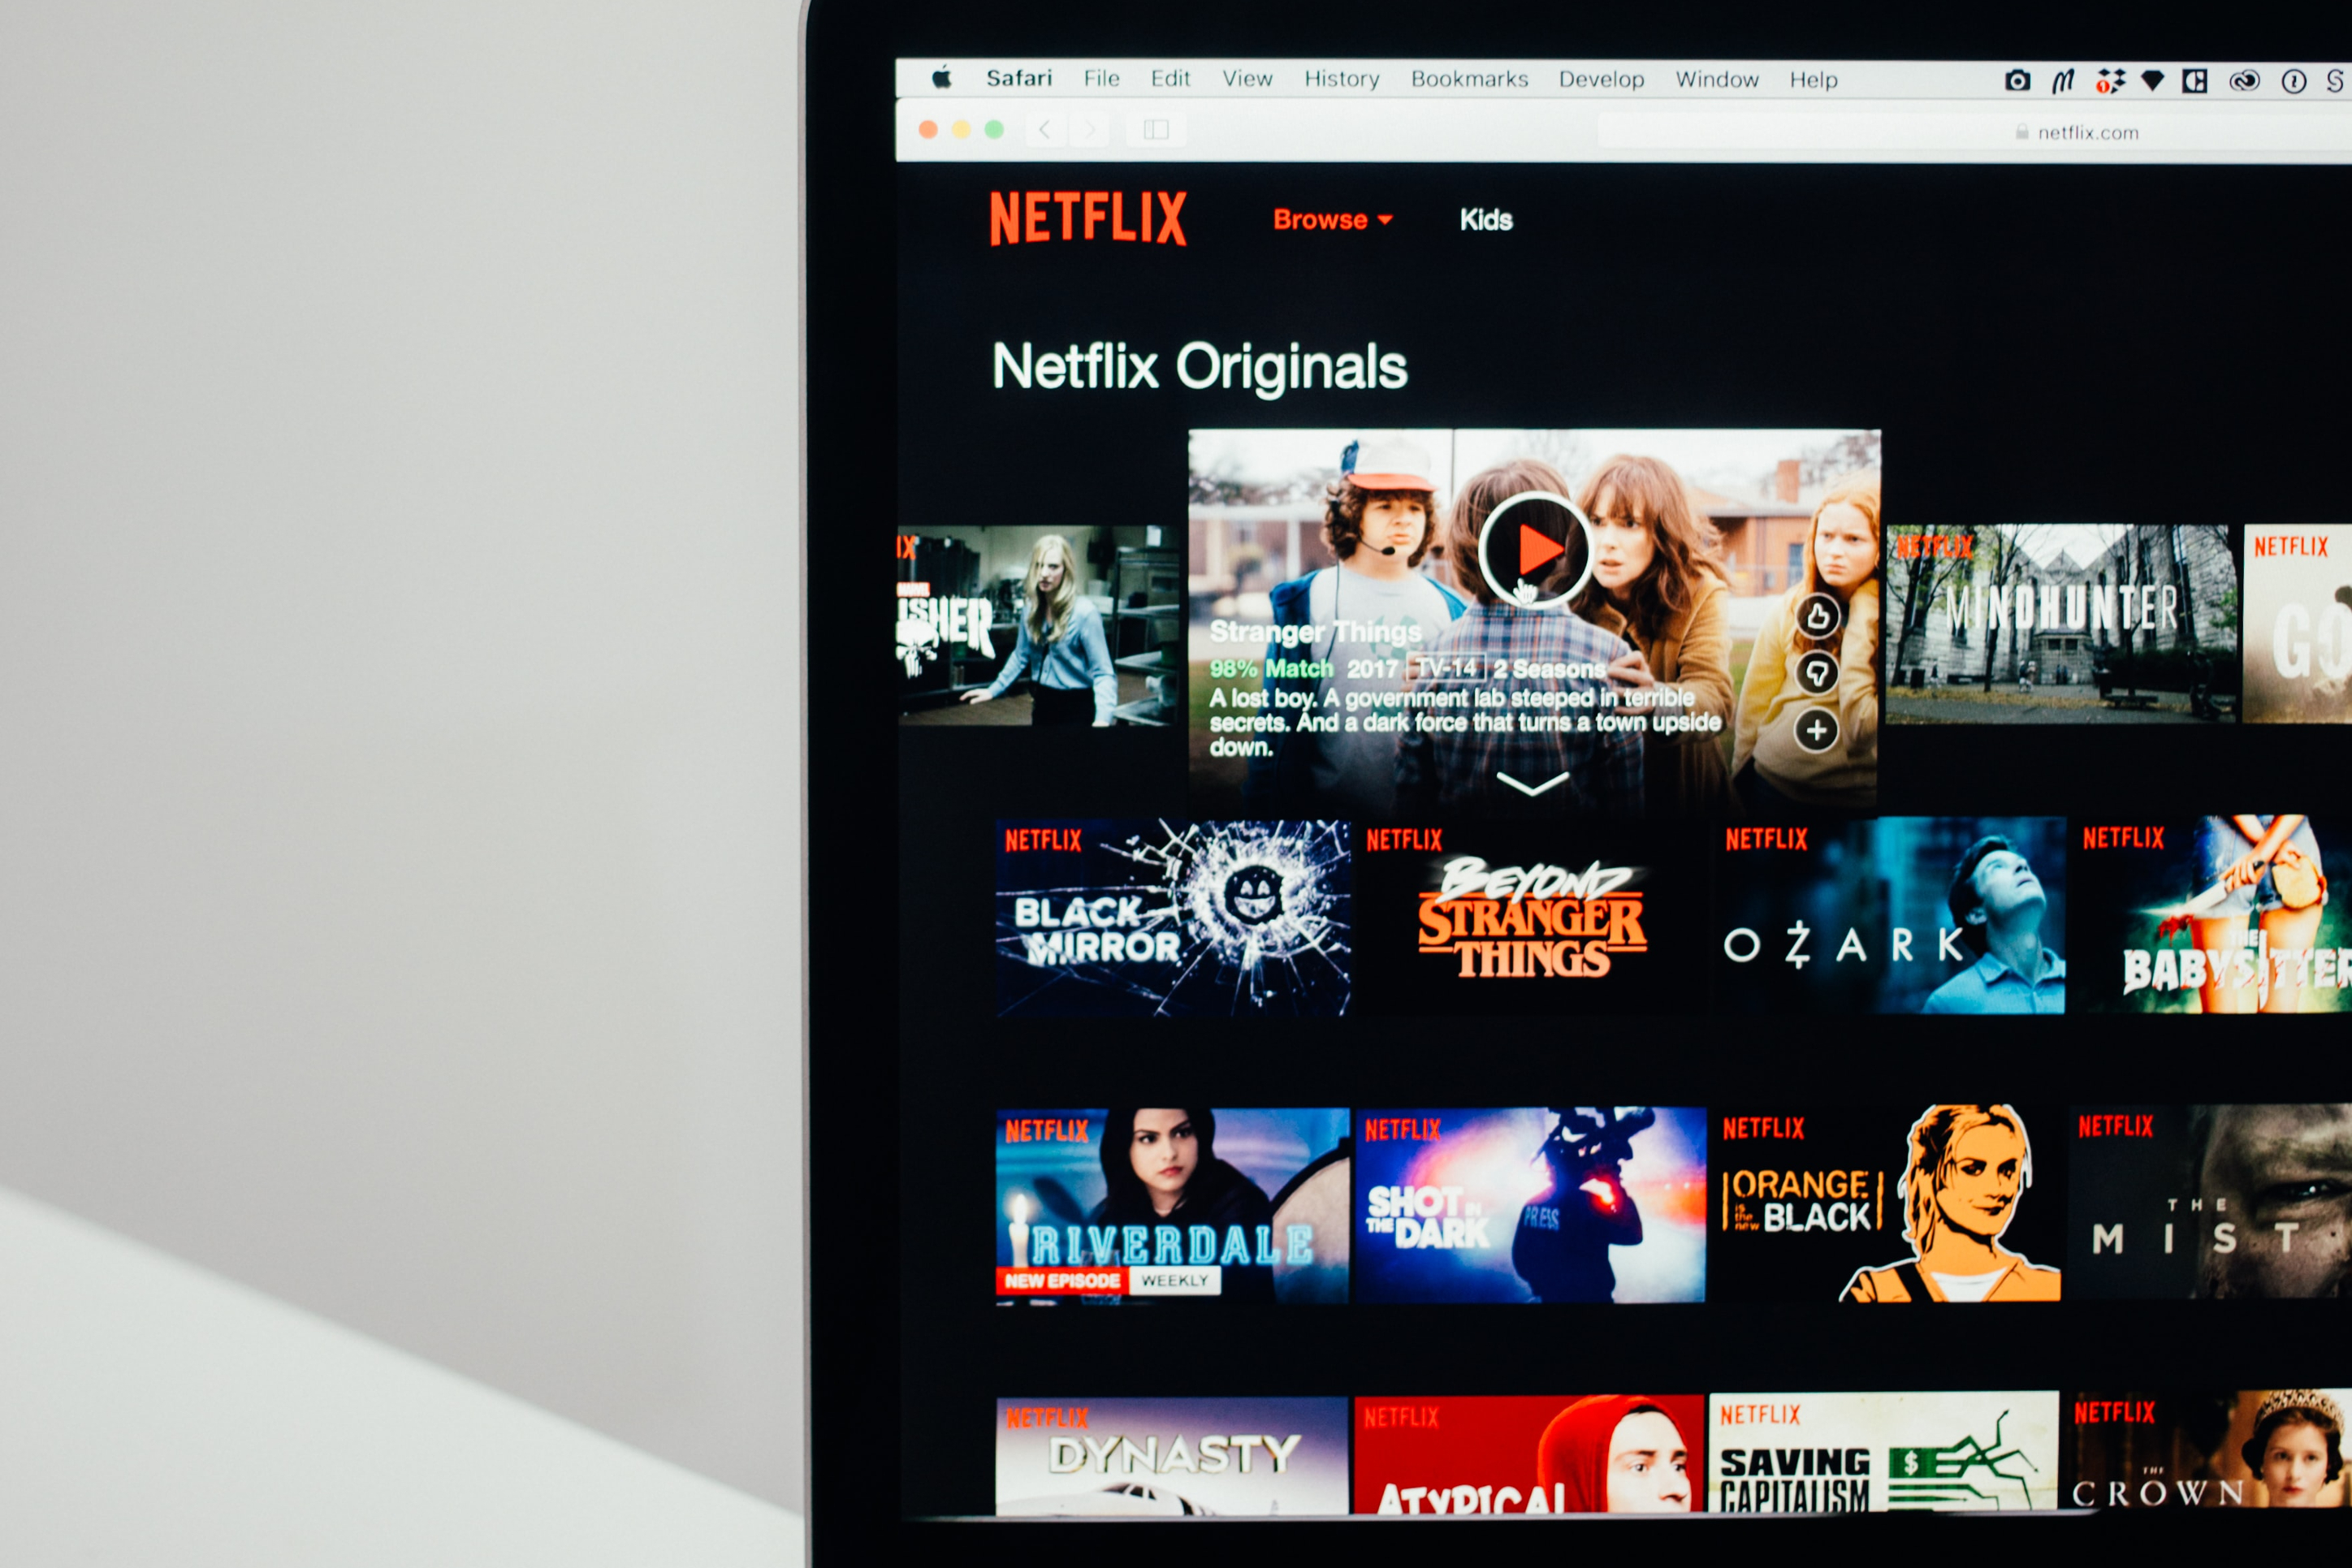 Safari File Edit View History Bookmarks Develop Window Help
netflix.com
NETFLIX Browse Kids
Netflix Originals
IX
MARVEL
ISHER
Stranger Things
98% Match 2017 TV-14 2 Seasons
A lost boy. A government lab steeped in terrible
secrets. And a dark force that turns a town upside
down.
NETFLIX
MINDHUNTER
NETFLIX
GO
NETFLIX
BLACK
MIRROR
NETFLIX
BEYOND
STRANGER
THINGS
NETFLIX
OZARK
NETFLIX
THE
BABYSITTER
NETFLIX
RIVERDALE
NEW EPISODE WEEKLY
NETFLIX
SHOT IN
THE DARK
PRESS
NETFLIX
ORANGE
is the new BLACK
NETFLIX
THE
MIST
NETFLIX
DYNASTY
NETFLIX
ATYPICAL
NETFLIX
SAVING
CAPITALISM
$
NETFLIX
THE
CROWN